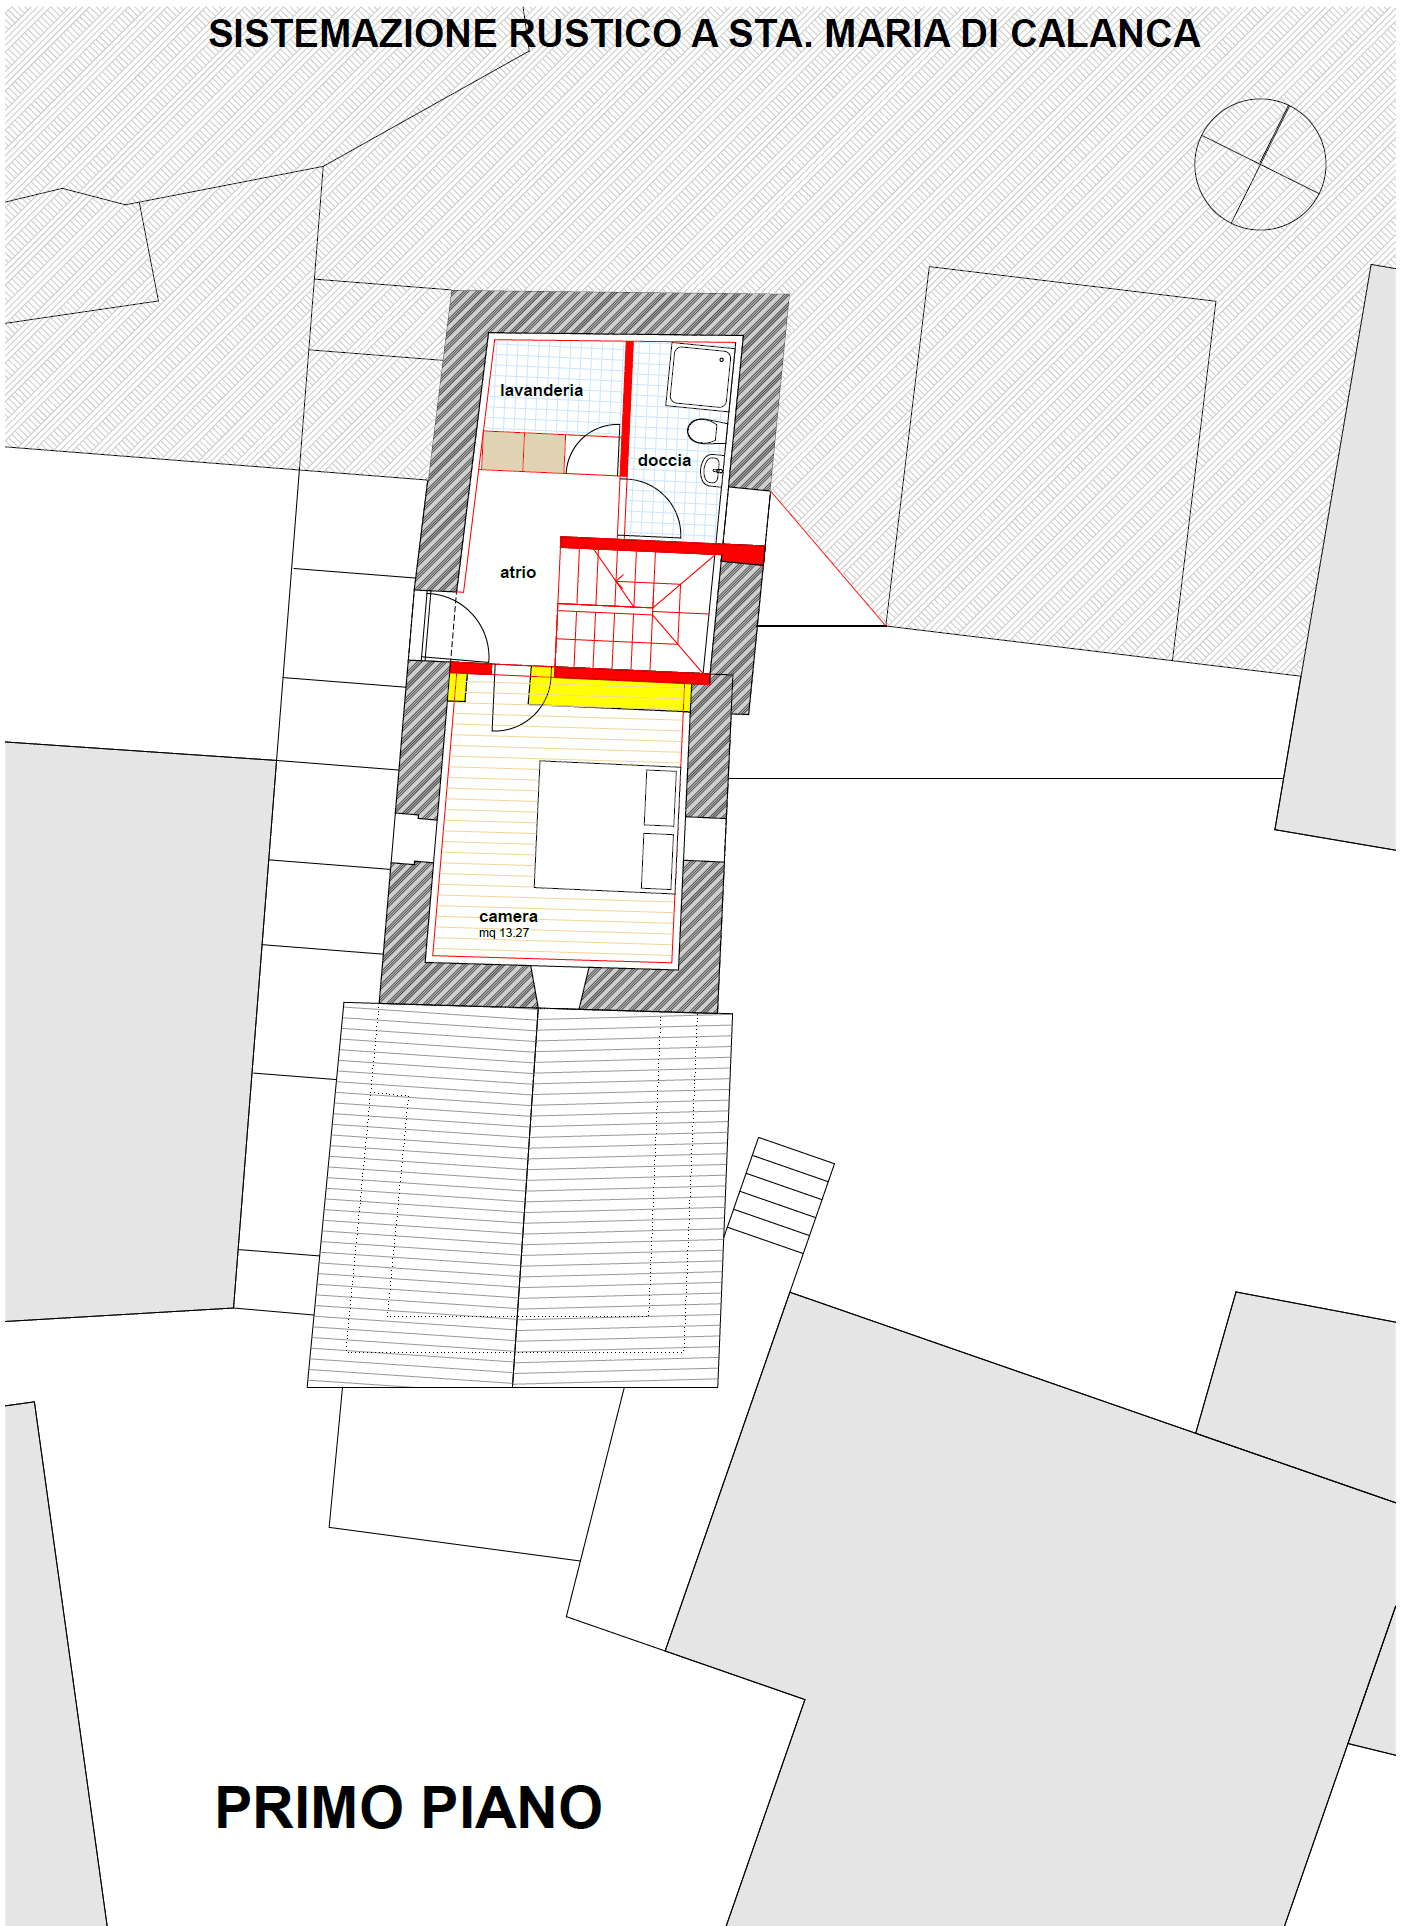 SISTEMAZIONE RUSTICO A STA. MARIA DI CALANCA
lavanderia
doccia
atrio
camera
mq 13.27
PRIMO PIANO